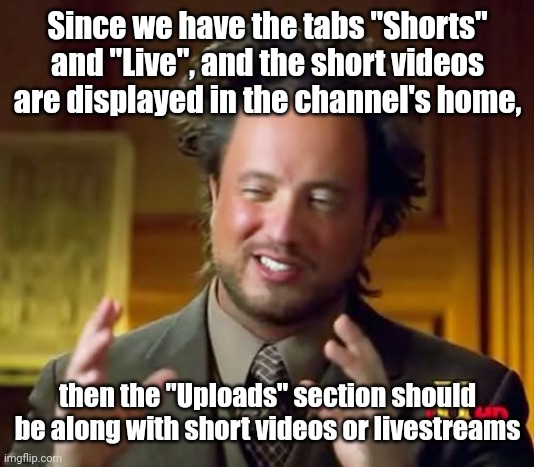 Since we have the tabs "Shorts"
and "Live", and the short videos
are displayed in the channel's home,
then the "Uploads" section should
be along with short videos or livestreams
imgflip.com